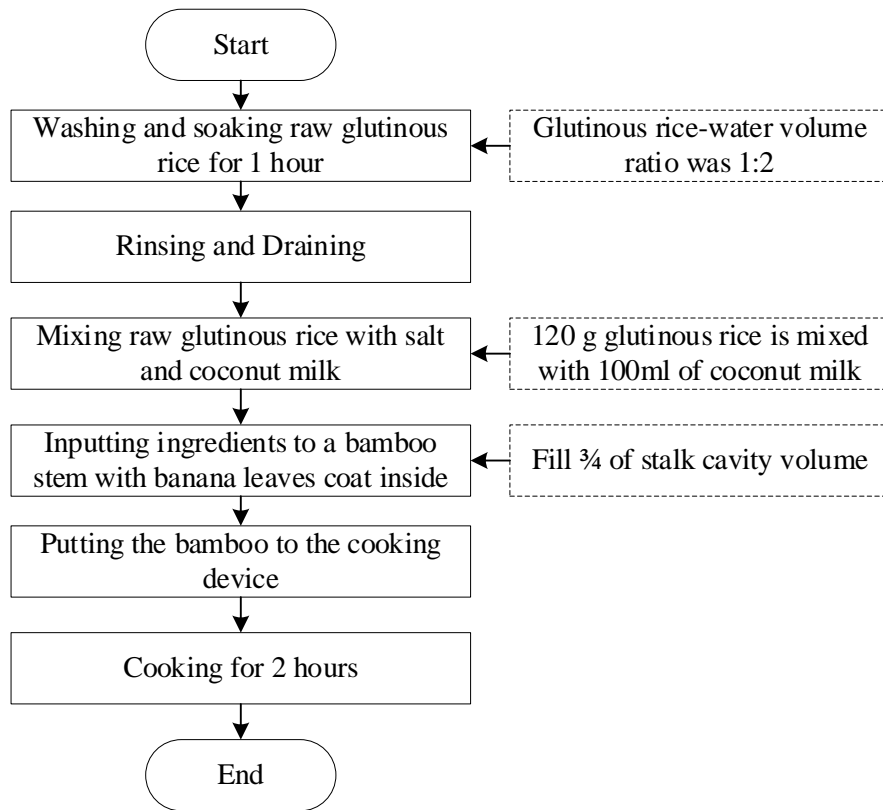 Start
Washing and soaking raw glutinous
rice for 1 hour
Glutinous rice-water volume
ratio was 1:2
Rinsing and Draining
Mixing raw glutinous rice with salt
and coconut milk
120 g glutinous rice is mixed
with 100ml of coconut milk
Inputting ingredients to a bamboo
stem with banana leaves coat inside
Fill ¾ of stalk cavity volume
Putting the bamboo to the cooking
device
Cooking for 2 hours
End